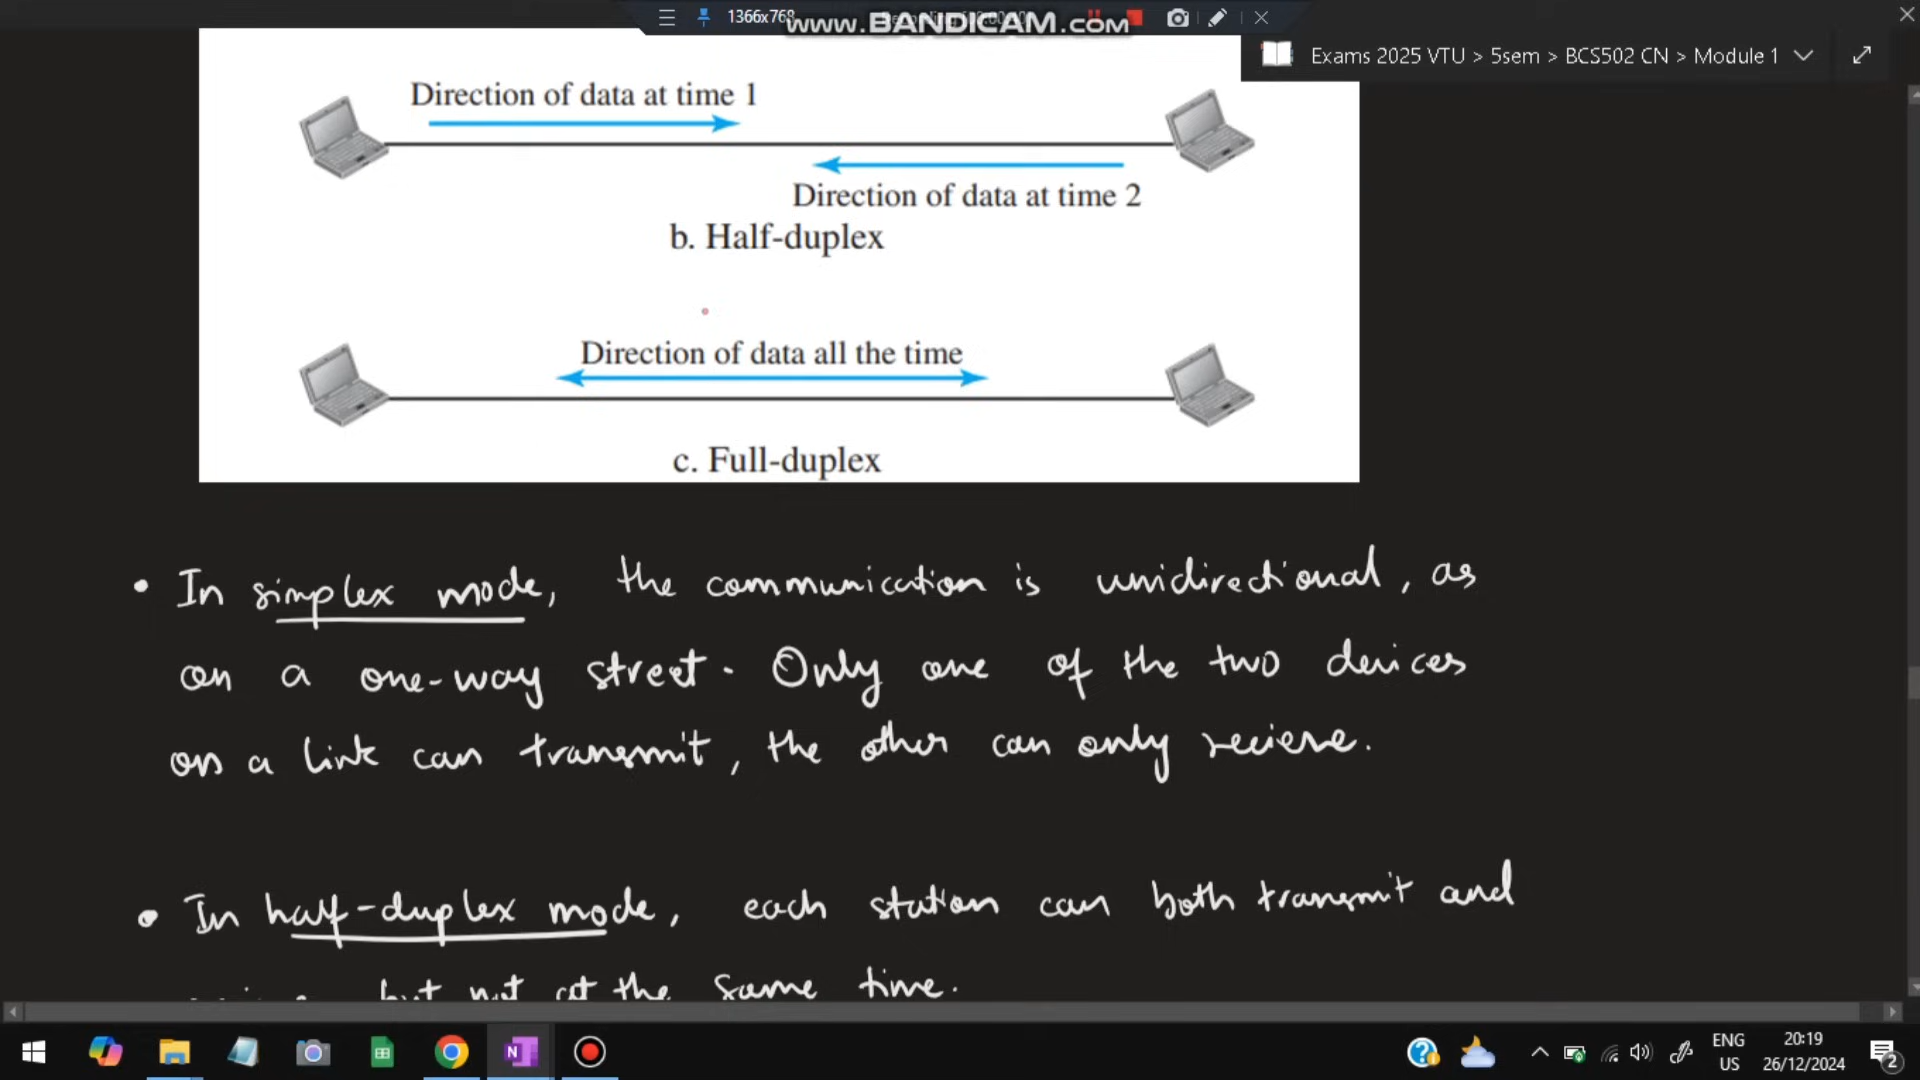 1366x768
www.BANDICAM.com
Exams 2025 VTU > 5sem > BCS502 CN > Module 1
Direction of data at time 1
Direction of data at time 2
b. Half-duplex
Direction of data all the time
c. Full-duplex
• In simplex mode, the communication is unidirectional, as
on a one-way street. Only one of the two devices
on a link can transmit, the other can only recieve.
• In half-duplex mode, each station can both transmit and
but not at the same time.
ENG
US
20:19
26/12/2024
2